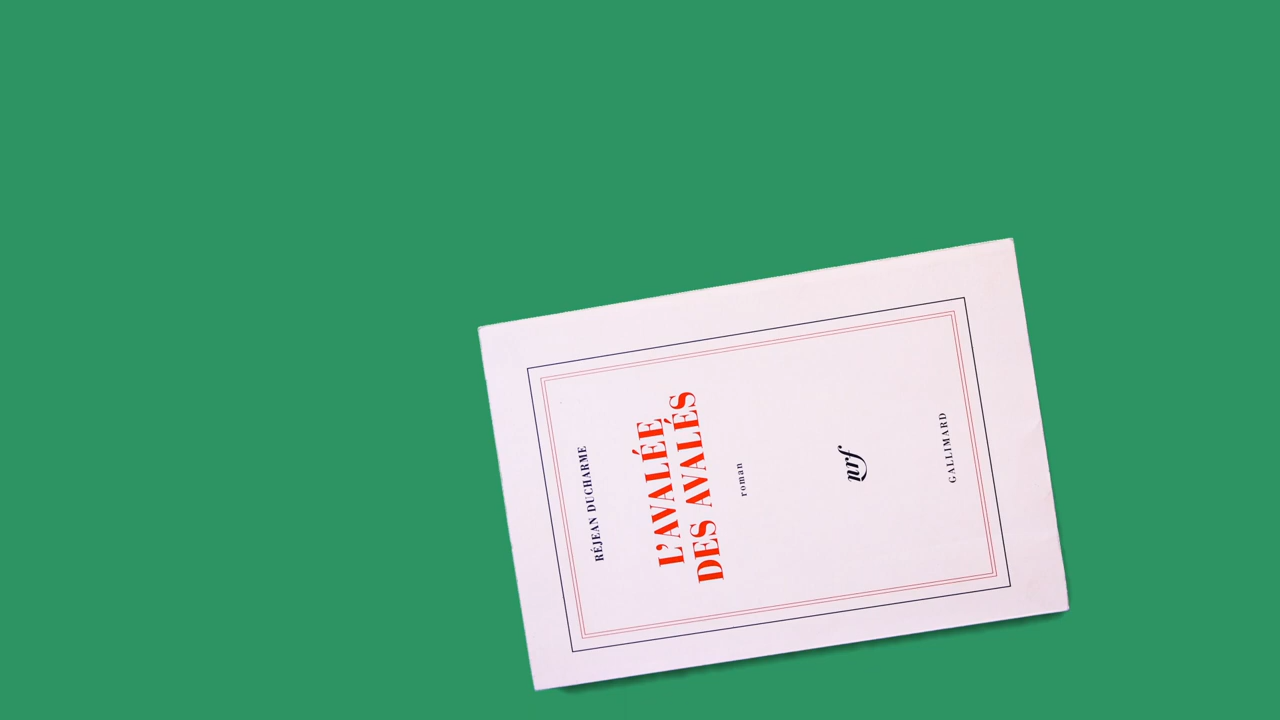 RÉJEAN DUCHARME
L'AVALÉE
DES AVALÉS
roman
nrf
GALLIMARD